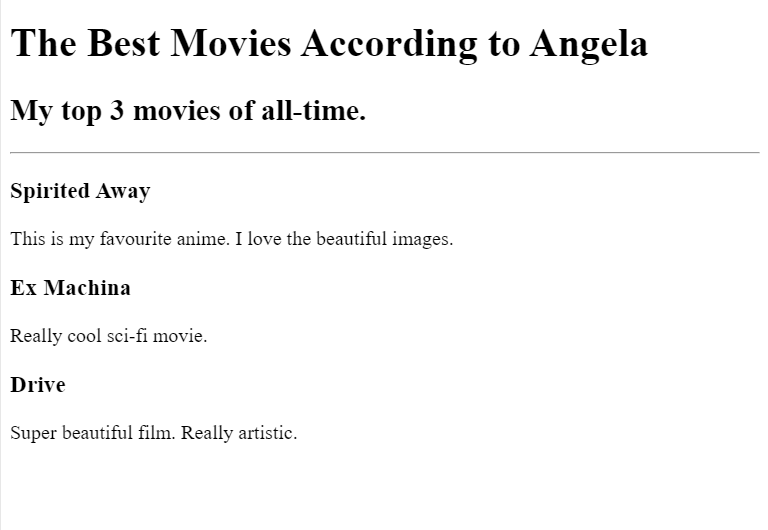 The Best Movies According to Angela
My top 3 movies of all-time.
Spirited Away
This is my favourite anime. I love the beautiful images.
Ex Machina
Really cool sci-fi movie.
Drive
Super beautiful film. Really artistic.